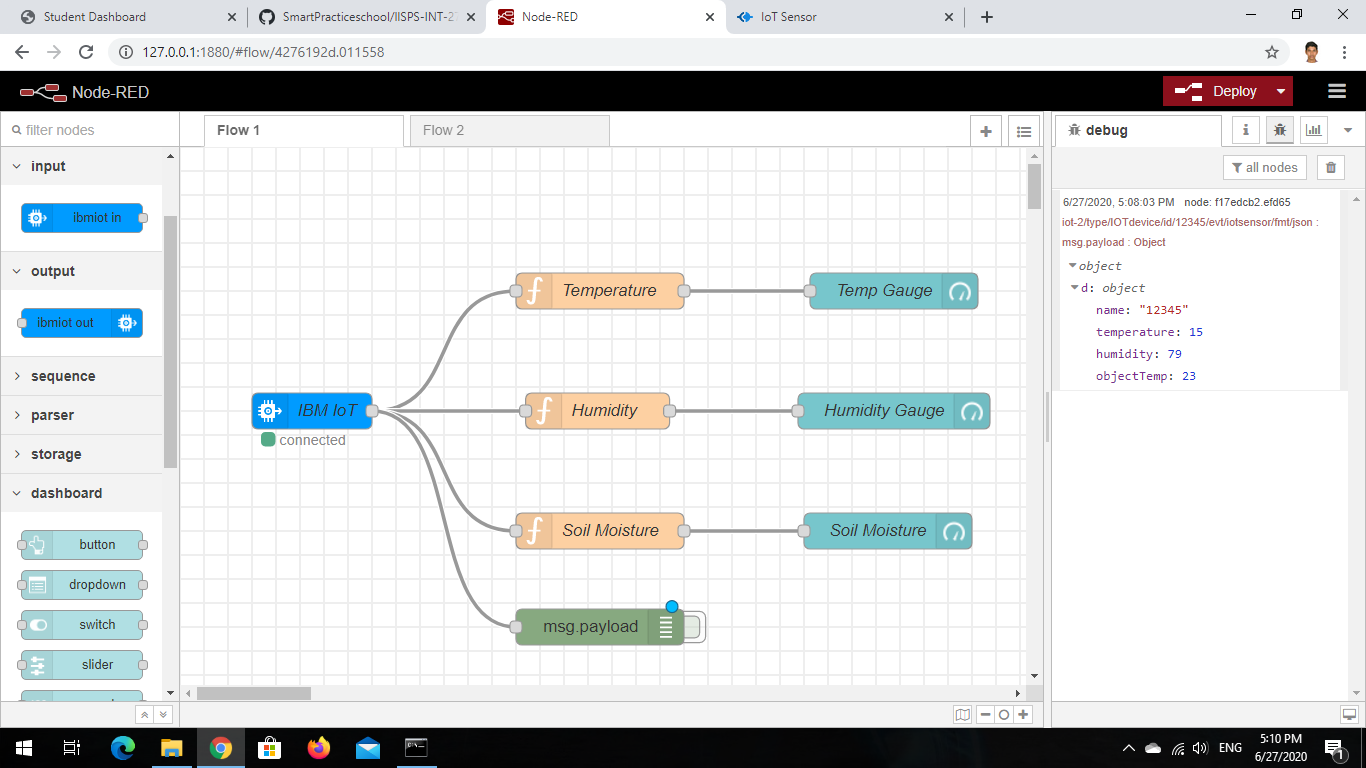 Student Dashboard
SmartPracticeschool/IISPS-INT-27
Node-RED
IoT Sensor
127.0.0.1:1880/#flow/4276192d.011558
Node-RED
Deploy
filter nodes
Flow 1
Flow 2
debug
i
all nodes
input
ibmiot in
output
ibmiot out
sequence
parser
storage
dashboard
button
dropdown
switch
slider
Temperature
Temp Gauge
IBM IoT
connected
Humidity
Humidity Gauge
Soil Moisture
Soil Moisture
msg.payload
6/27/2020, 5:08:03 PM node: f17edcb2.efd65
iot-2/type/IOTdevice/id/12345/evt/iotsensor/fmt/json :
msg.payload : Object
object
d: object
name: "12345"
temperature: 15
humidity: 79
objectTemp: 23
ENG
5:10 PM
6/27/2020
1